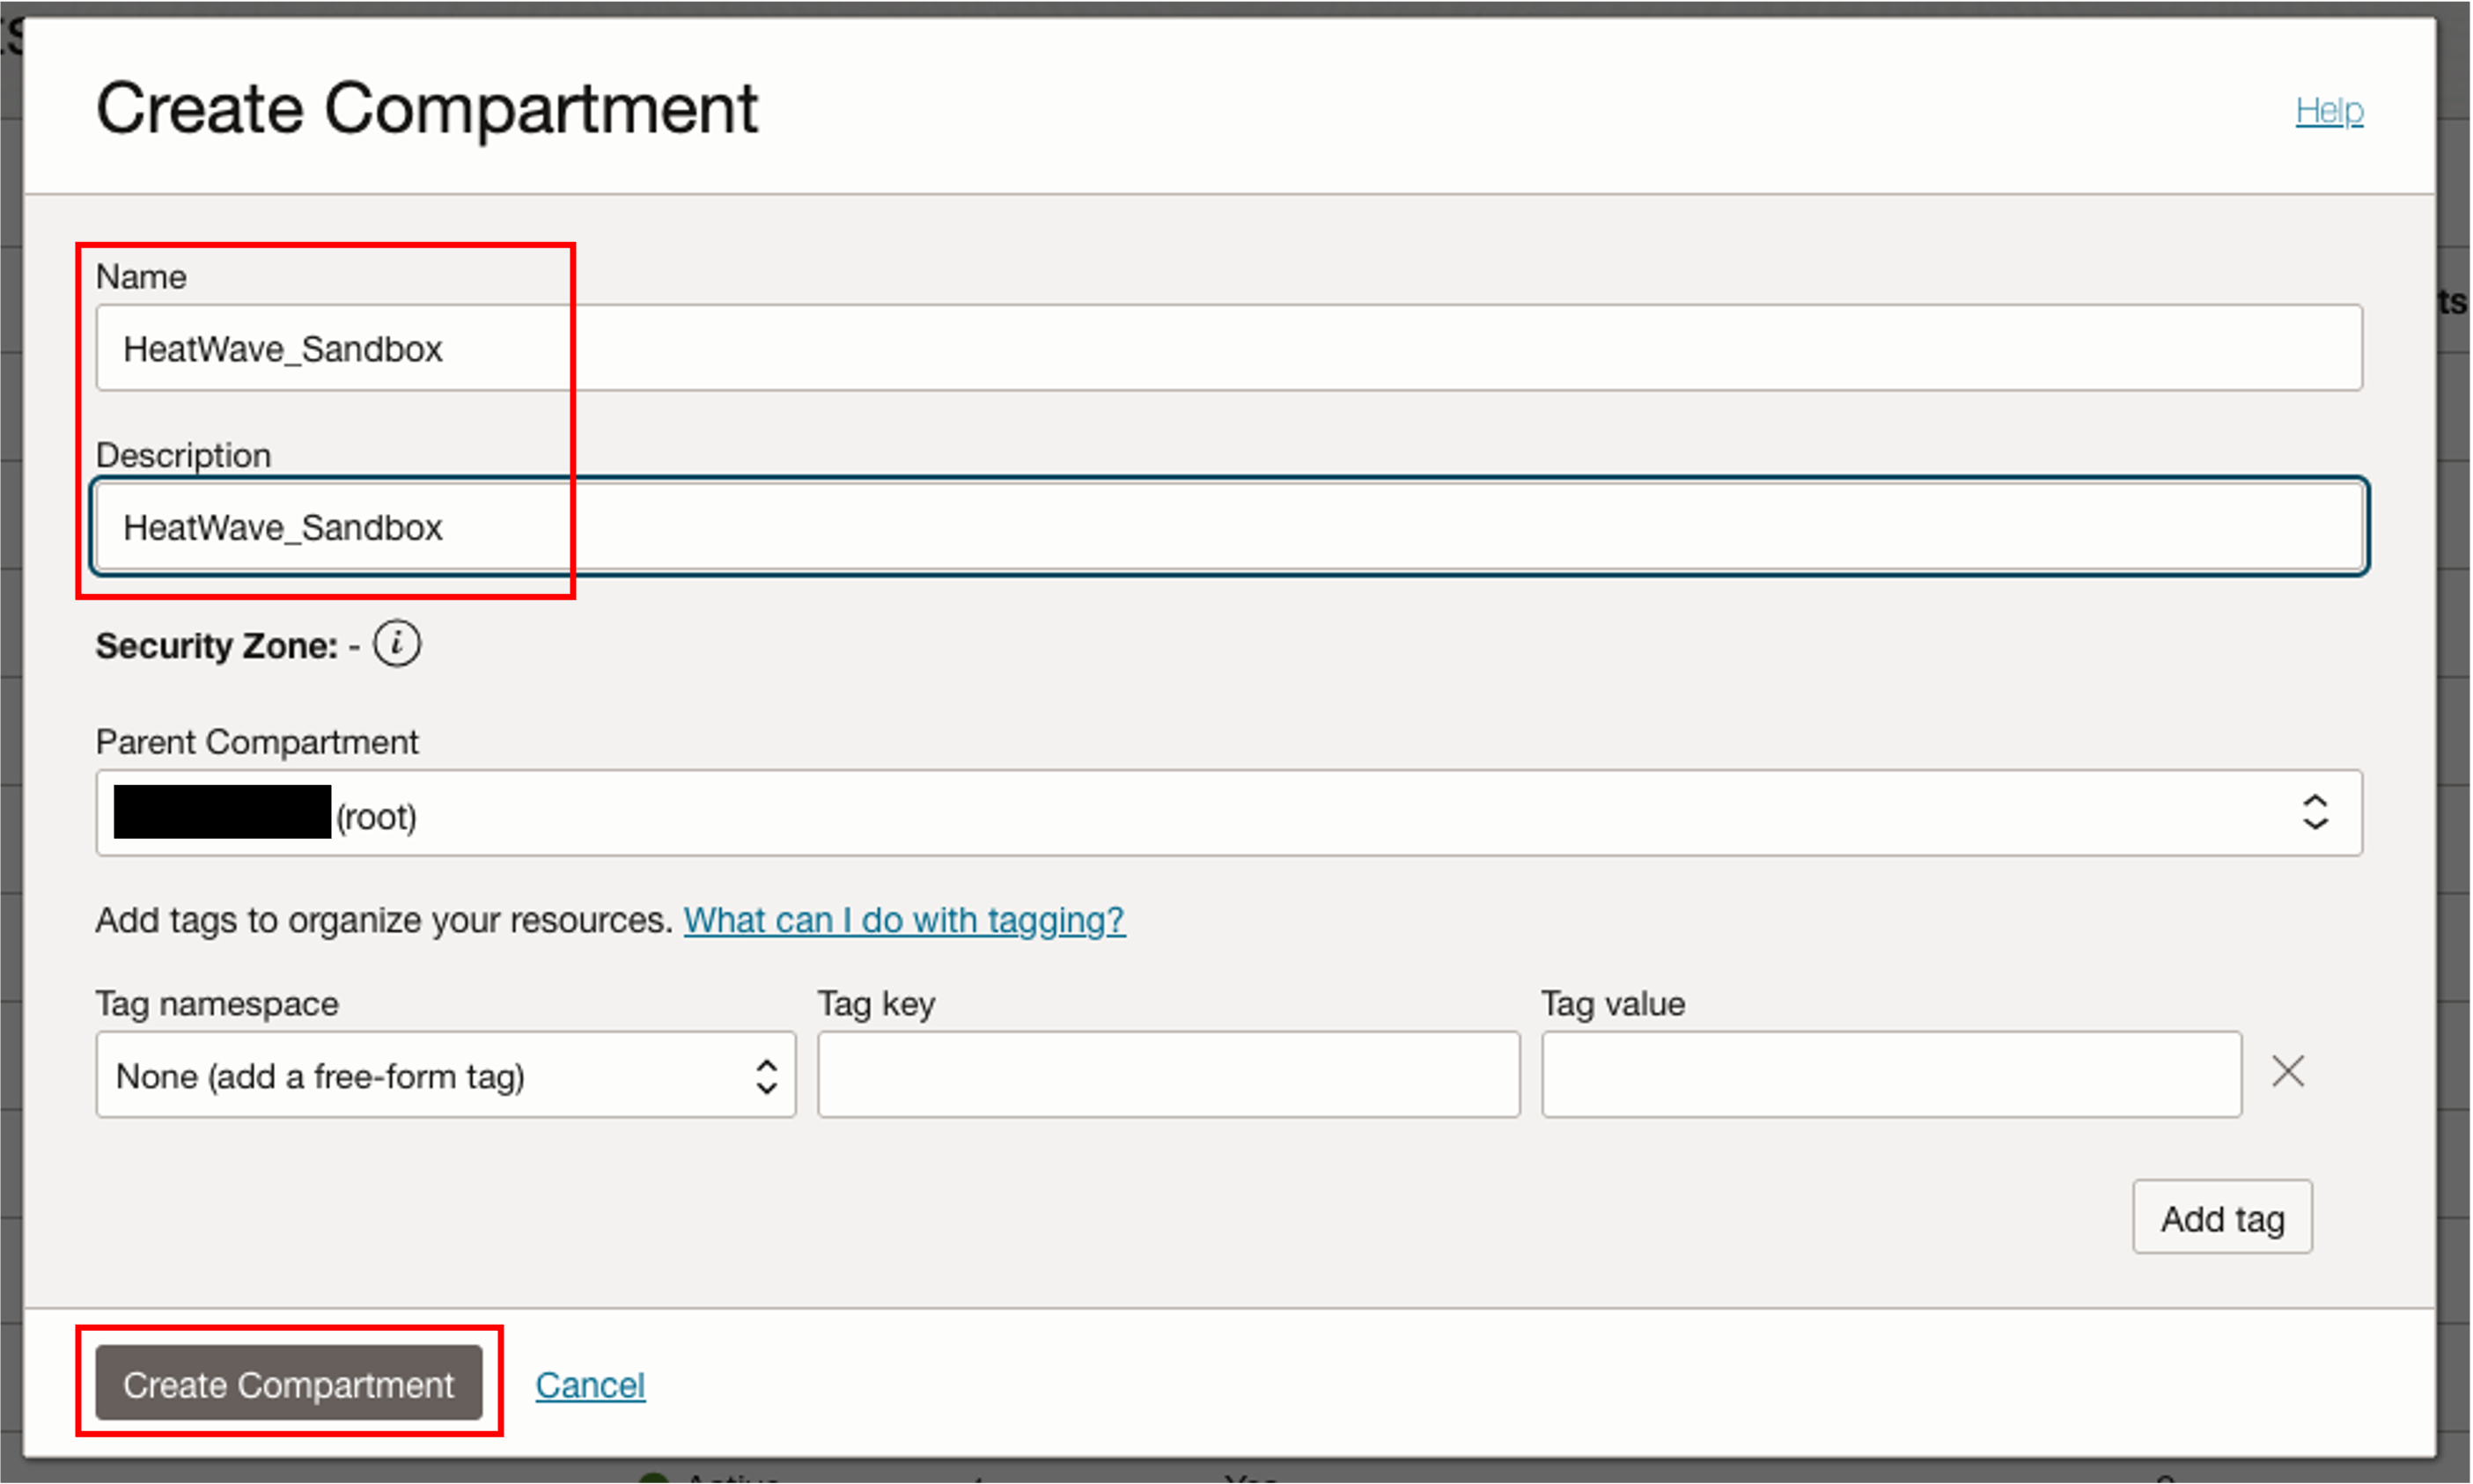 Create Compartment
Help
Name
HeatWave_Sandbox
Description
HeatWave_Sandbox
Security Zone: - i
Parent Compartment
(root)
Add tags to organize your resources. What can I do with tagging?
Tag namespace Tag key Tag value
None (add a free-form tag)
Add tag
Create Compartment Cancel
ts